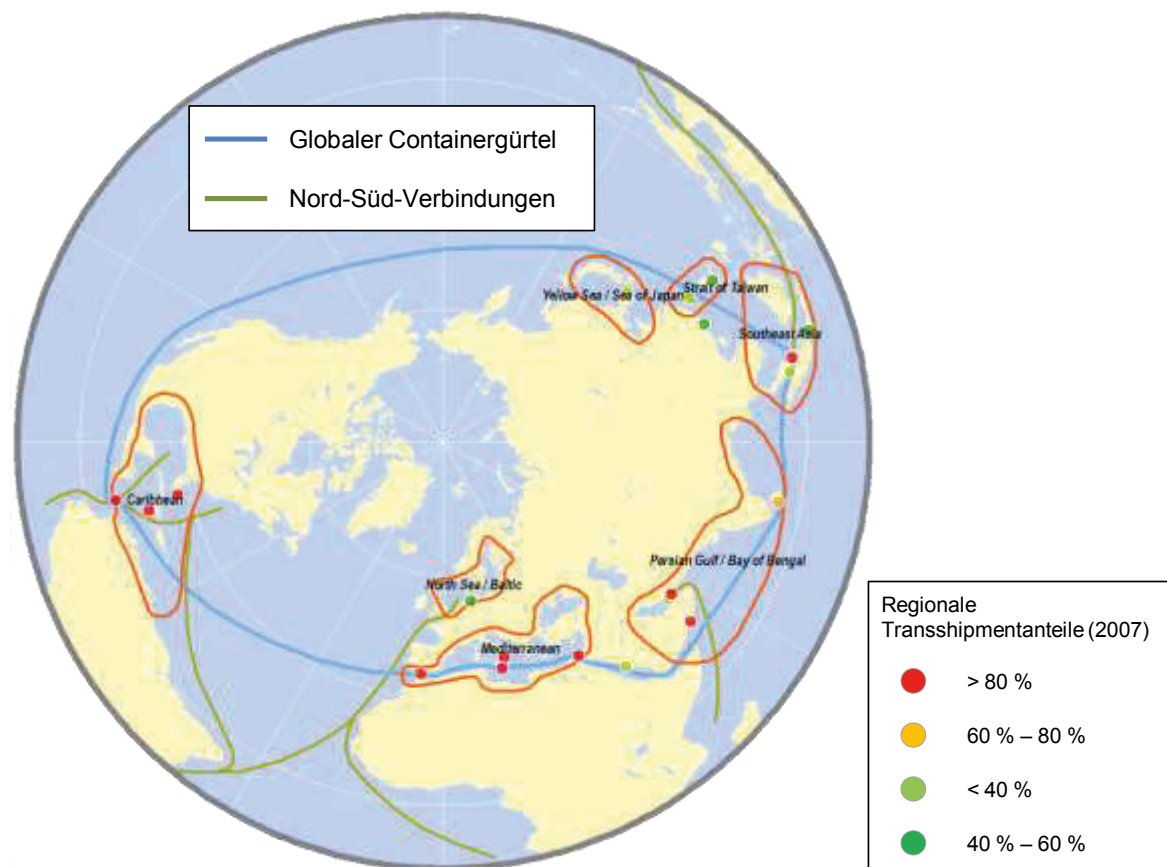 Globaler Containergürtel
Nord-Süd-Verbindungen
Yellow Sea / Sea of Japan
Strait of Taiwan
Southeast Asia
Caribbean
Persian Gulf / Bay of Bengal
North Sea / Baltic
Mediterranean
Regionale
Transshipmentanteile (2007)
> 80 %
60 % – 80 %
< 40 %
40 % – 60 %